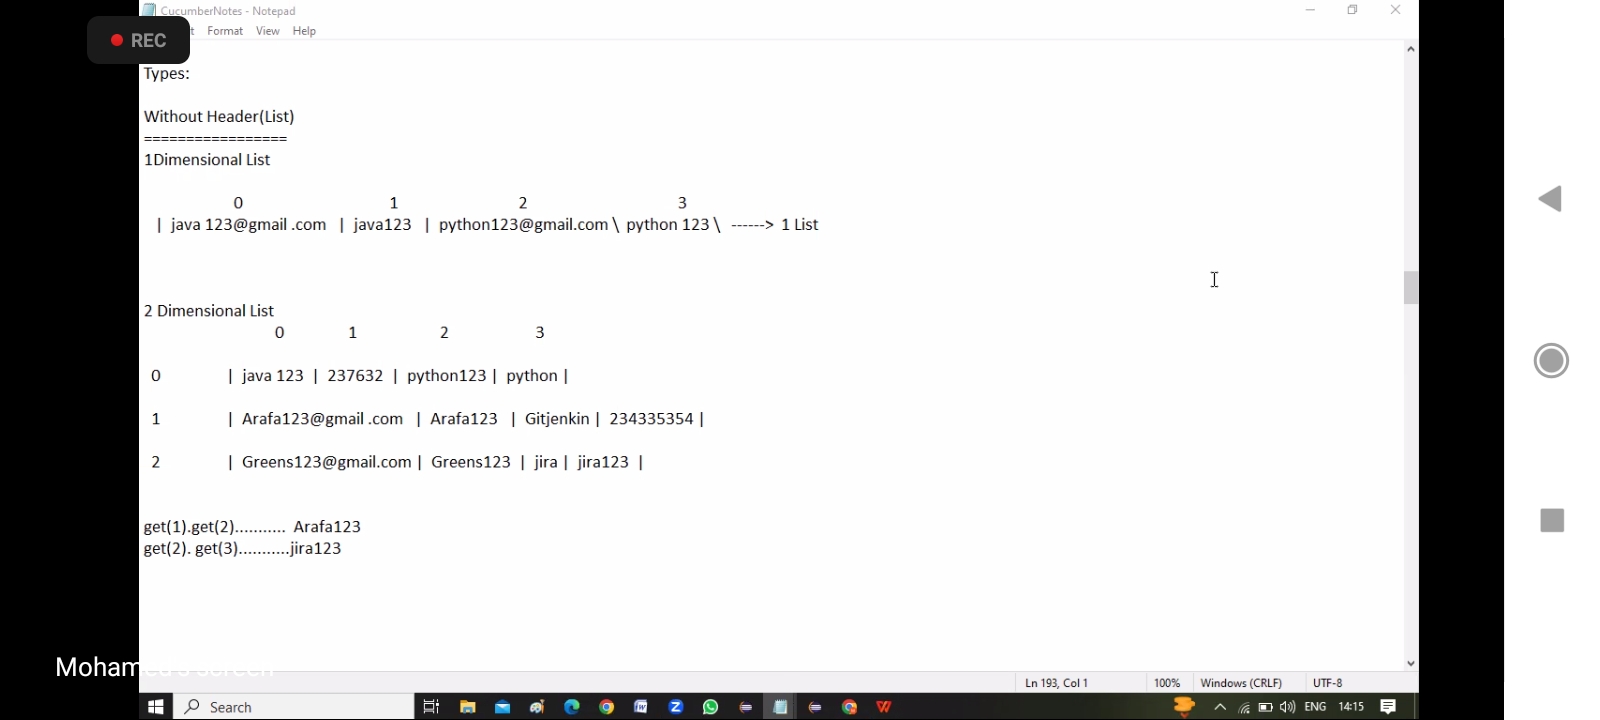 CucumberNotes - Notepad
REC
Format View Help
Types:
Without Header(List)
=================
1Dimensional List
0 1 2 3
| java 123@gmail .com | java123 | python123@gmail.com \ python 123 \ ------> 1 List
2 Dimensional List
0 1 2 3
0 | java 123 | 237632 | python123 | python |
1 | Arafa123@gmail .com | Arafa123 | Gitjenkin | 234335354 |
2 | Greens123@gmail.com | Greens123 | jira | jira123 |
get(1).get(2)........... Arafa123
get(2). get(3)...........jira123
Mohamed's screen
Ln 193, Col 1 100% Windows (CRLF) UTF-8
Search ENG 14:15